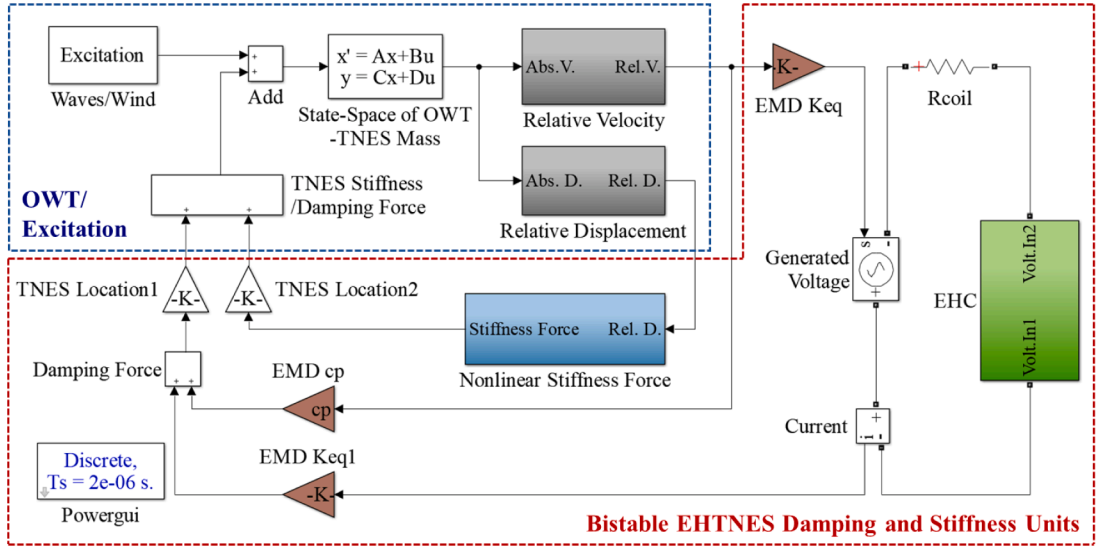 Excitation
Waves/Wind
+
+
Add
x' = Ax+Bu
y = Cx+Du
State-Space of OWT
-TNES Mass
Abs.V. Rel.V.
Relative Velocity
Abs. D. Rel. D.
Relative Displacement
TNES Stiffness
/Damping Force
+ +
OWT/
Excitation
-K-
EMD Keq
+
Rcoil
Generated
Voltage
s -
+
EHC
Volt.In2
Volt.In1
TNES Location1
-K-
-K-
TNES Location2
Stiffness Force Rel. D.
Nonlinear Stiffness Force
Damping Force
+ +
EMD cp
cp
EMD Keq1
-K-
Current
+
i -
Discrete,
Ts = 2e-06 s.
Powergui
Bistable EHTNES Damping and Stiffness Units